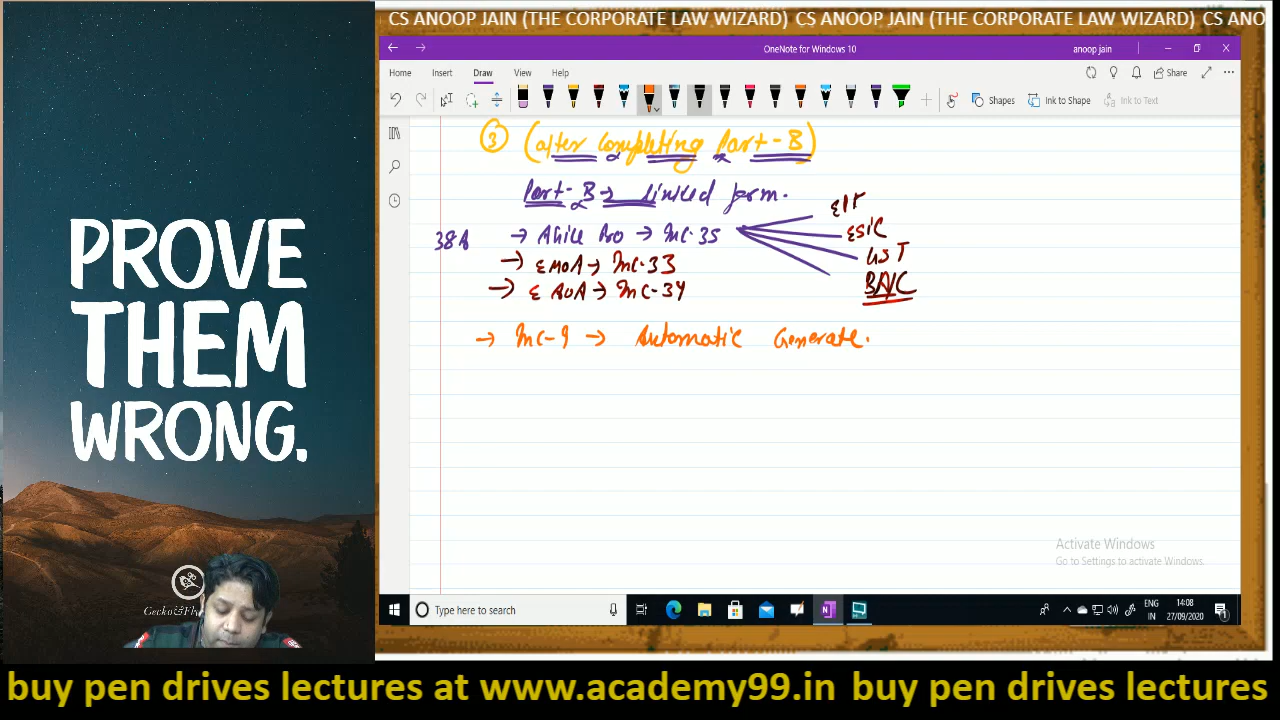 CS ANOOP JAIN (THE CORPORATE LAW WIZARD) CS ANOOP JAIN (THE CORPORATE LAW WIZARD) CS ANO
OneNote for Windows 10
anoop jain
Home Insert Draw View Help
Share
Shapes Ink to Shape Ink to Text
3 (after completing Part-B)
Part-B → Linked form.
→ Agile Pro → INC-35
EPF
ESIC
GST
BA/C
→ EMOA → INC-33
→ E AOA → INC-34
→ INC-9 → Automatic Generate.
PROVE
THEM
WRONG.
Activate Windows
Go to Settings to activate Windows.
Type here to search
ENG
IN
14:08
27/09/2020
buy pen drives lectures at www.academy99.in buy pen drives lectures